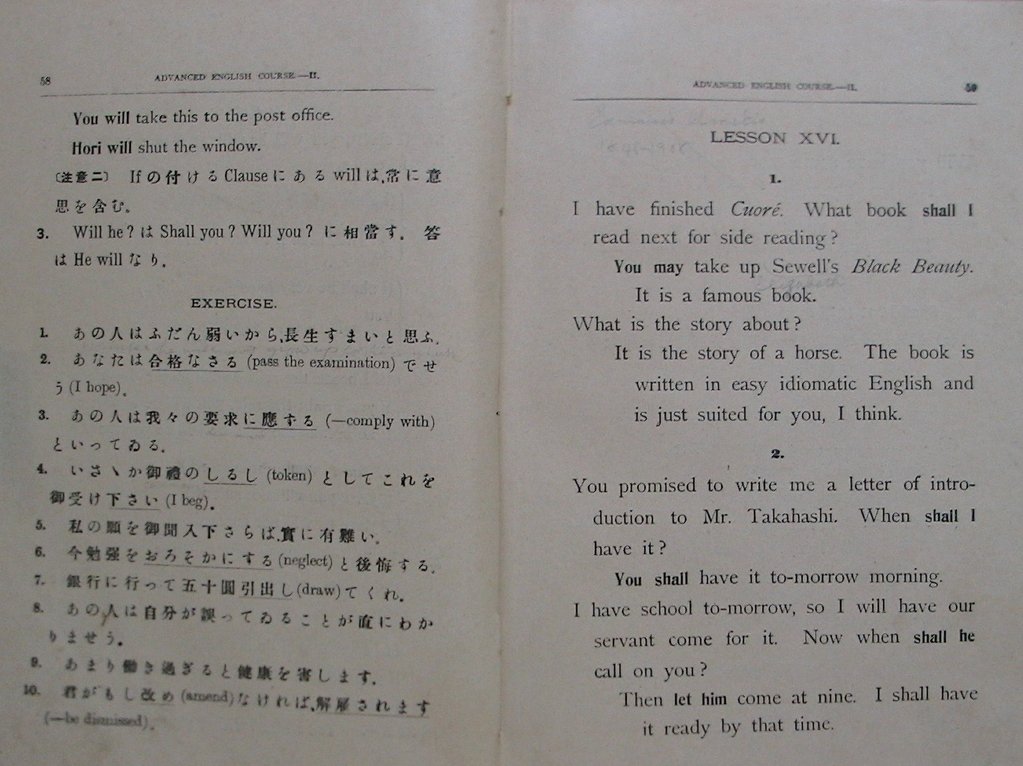 58
ADVANCED ENGLISH COURSE.—II.
You will take this to the post office.
Hori will shut the window.
〔注意二〕 If の付ける Clause にある will は、常に意
思を含む。
3. Will he? は Shall you? Will you? に相當す。 答
は He will なり。
EXERCISE.
1. あの人はふだん弱いから、長生すまいと思ふ。
2. あなたは合格なさる (pass the examination) でせ
う (I hope)。
3. あの人は我々の要求に應する (—comply with)
といってゐる。
4. いさゝか御禮のしるし (token) としてこれを
御受け下さい (I beg)。
5. 私の願を御聞入下さらば、實に有難い。
6. 今勉强をおろそかにする (neglect) と後悔する。
7. 銀行に行って五十圓引出し (draw) てくれ。
8. あの人は自分が誤ってゐることが直にわか
りませう。
9. あまり働き過ぎると健康を害します。
10. 君がもし改め (amend) なければ、解雇されます
(—be dismissed)。
ADVANCED ENGLISH COURSE.—II.
59
LESSON XVI.
1.
I have finished Cuoré. What book shall I
read next for side reading?
You may take up Sewell's Black Beauty.
It is a famous book.
What is the story about?
It is the story of a horse. The book is
written in easy idiomatic English and
is just suited for you, I think.
2.
You promised to write me a letter of intro-
duction to Mr. Takahashi. When shall I
have it?
You shall have it to-morrow morning.
I have school to-morrow, so I will have our
servant come for it. Now when shall he
call on you?
Then let him come at nine. I shall have
it ready by that time.